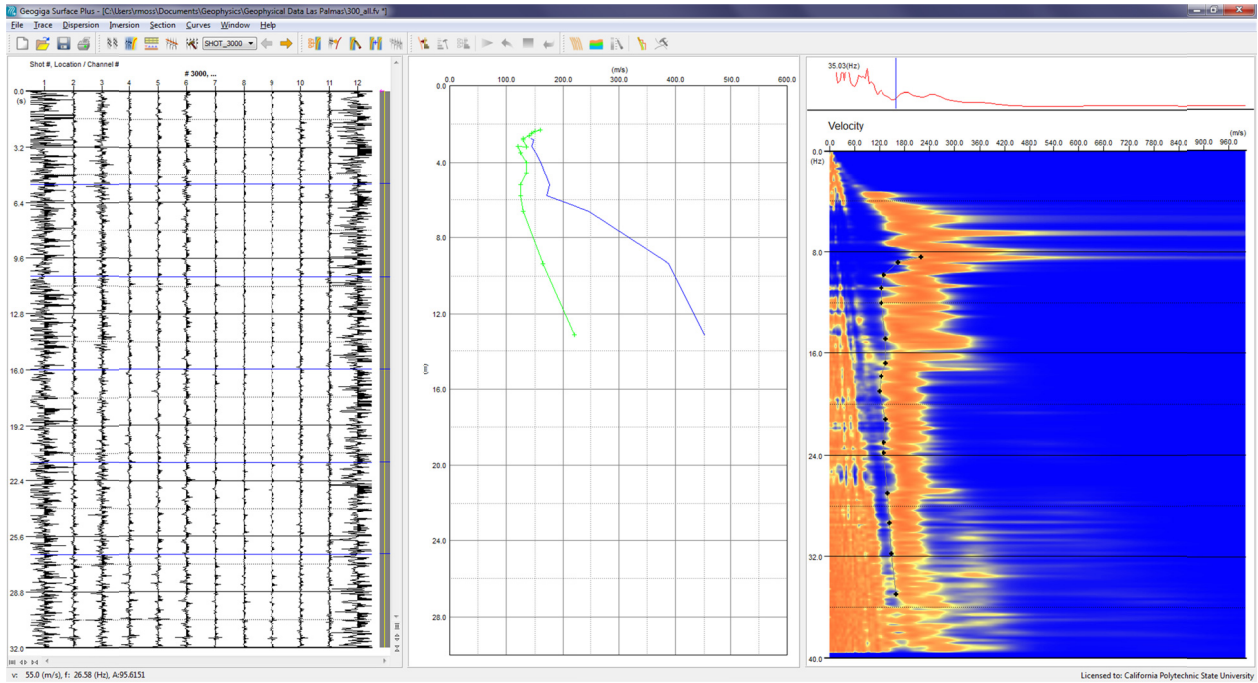 Geogiga Surface Plus - [C:\Users\rmoss\Documents\Geophysics\Geophysical Data Las Palmas\300_all.fv *]
File Trace Dispersion Inversion Section Curves Window Help
SHOT_3000
Shot #, Location / Channel #
# 3000, ...
1 2 3 4 5 6 7 8 9 10 11 12
0.0
(s)
3.2
6.4
9.6
12.8
16.0
19.2
22.4
25.6
28.8
32.0
(m/s)
0.0 100.0 200.0 300.0 400.0 500.0 600.0
0.0
4.0
8.0
12.0
16.0
(m)
20.0
24.0
28.0
35.03(Hz)
Velocity
(m/s)
0.0 60.0 120.0 180.0 240.0 300.0 360.0 420.0 480.0 540.0 600.0 660.0 720.0 780.0 840.0 900.0 960.0
0.0
(Hz)
8.0
16.0
24.0
32.0
40.0
v: 55.0 (m/s), f: 26.58 (Hz), A:95.6151
Licensed to: California Polytechnic State University